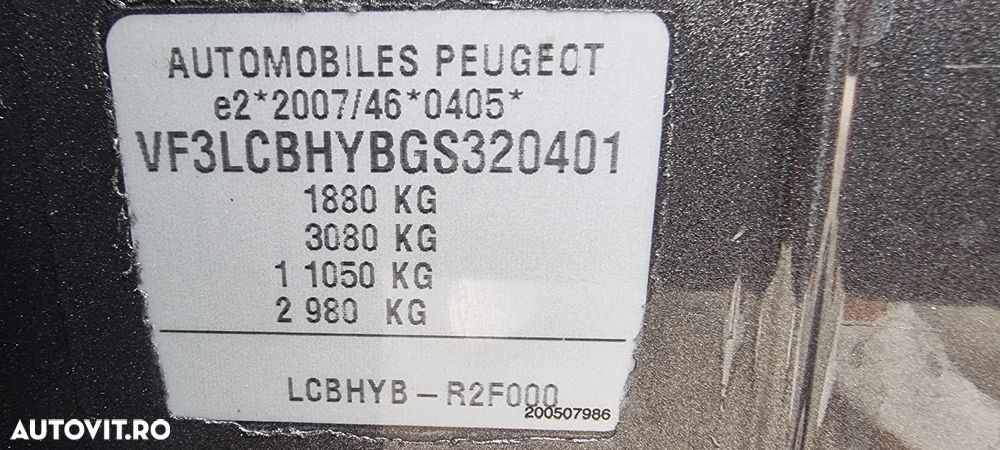 AUTOMOBILES PEUGEOT
e2*2007/46*0405*
VF3LCBHYBGS320401
1880 KG
3080 KG
1 1050 KG
2 980 KG
LCBHYB - R2F000
200507986
AUTOVIT.RO